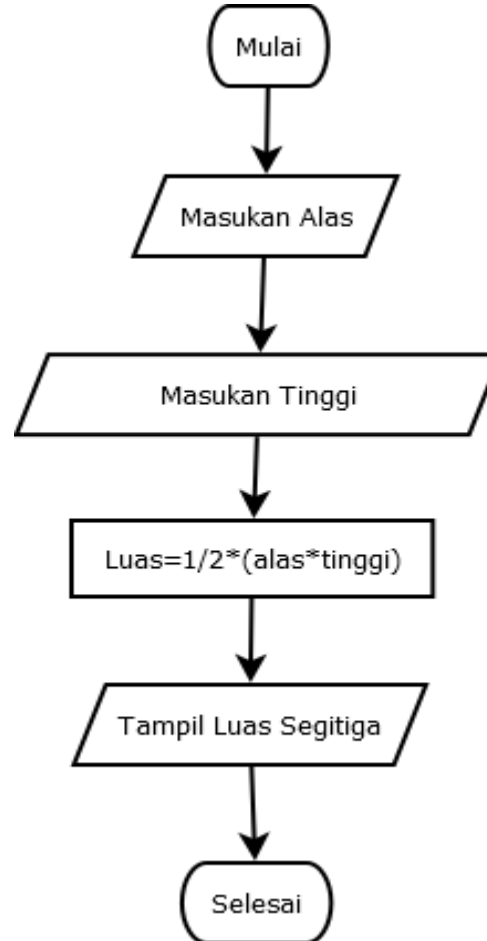 Mulai
Masukan Alas
Masukan Tinggi
Luas=1/2*(alas*tinggi)
Tampil Luas Segitiga
Selesai